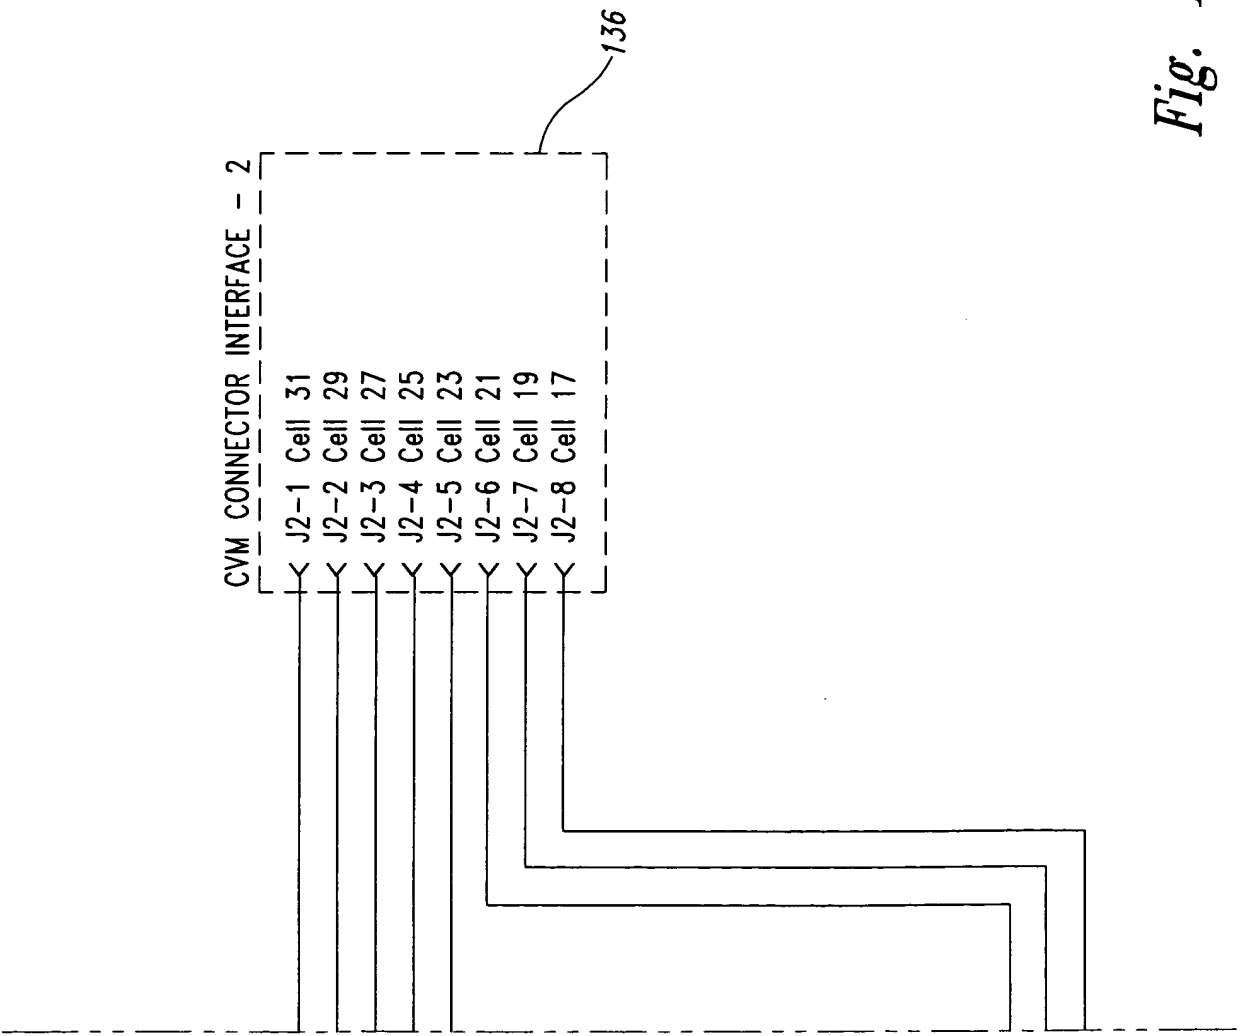 CVM CONNECTOR INTERFACE - 2
J2-1 Cell 31
J2-2 Cell 29
J2-3 Cell 27
J2-4 Cell 25
J2-5 Cell 23
J2-6 Cell 21
J2-7 Cell 19
J2-8 Cell 17
136
Fig.